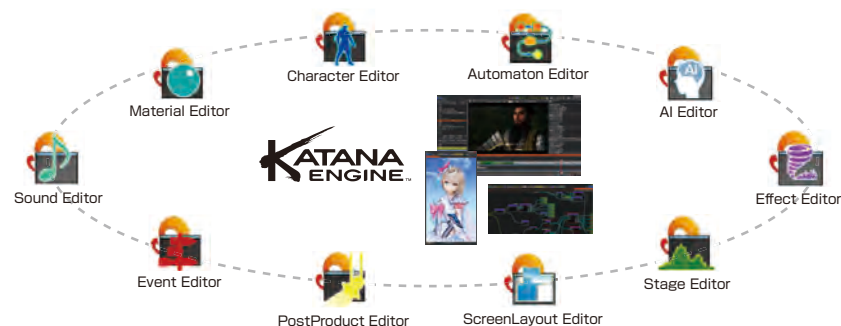 Character Editor
Automaton Editor
Material Editor
AI
AI Editor
KATANA
ENGINE™
Sound Editor
Effect Editor
Event Editor
Stage Editor
PostProduct Editor
ScreenLayout Editor